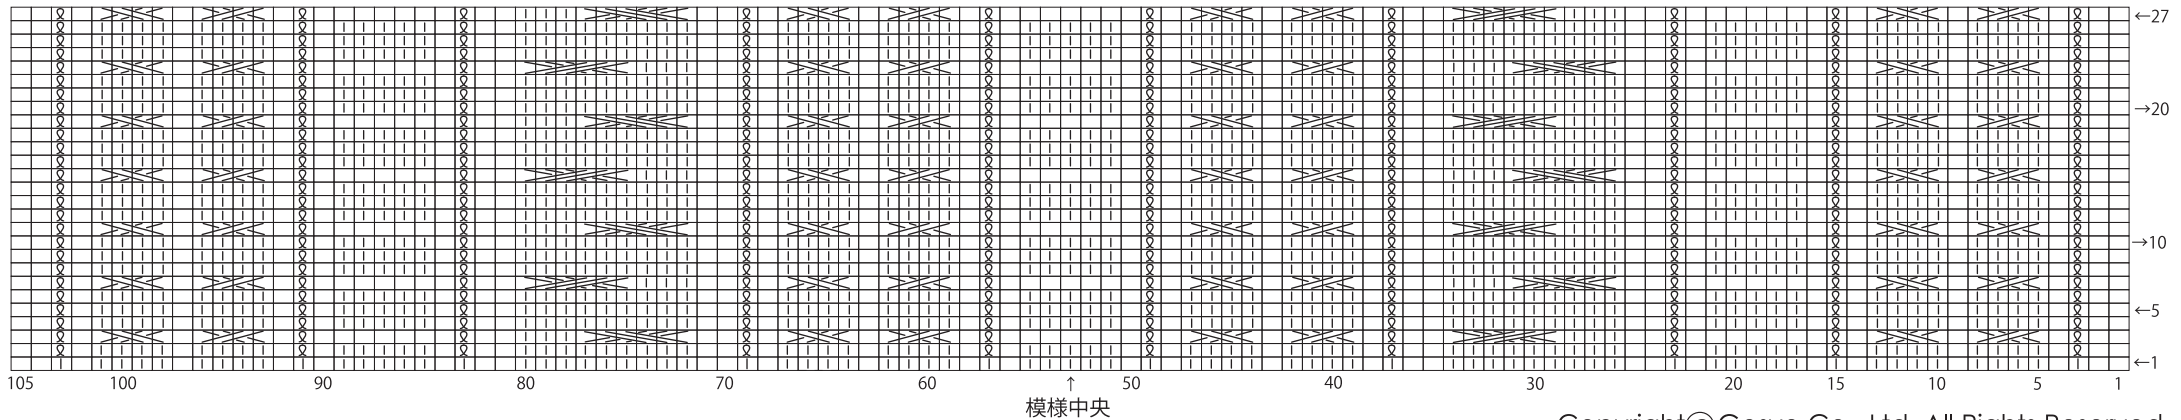 ←27
→20
→10
←5
←1
105 100 90 80 70 60 ↑ 50 40 30 20 15 10 5 1
模様中央
Copyright© Gosyo Co., Ltd. All Rights Reserved